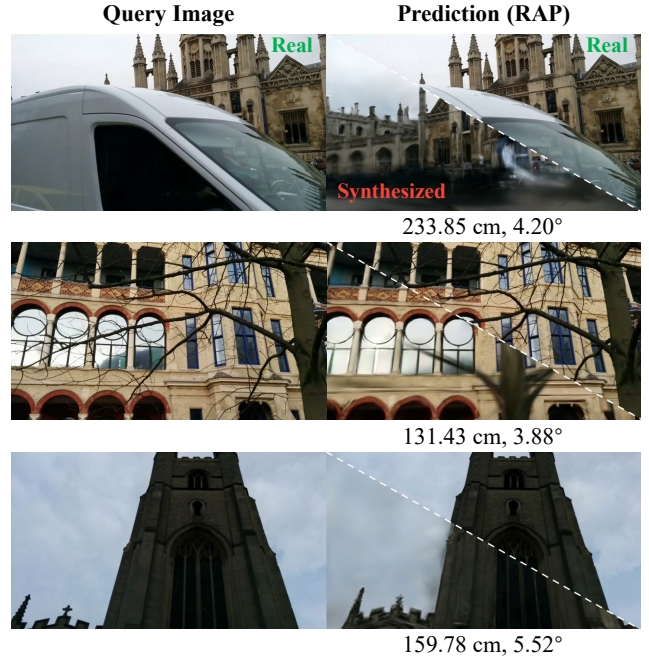 Query Image
Prediction (RAP)
Real
Real
Synthesized
233.85 cm, 4.20°
131.43 cm, 3.88°
159.78 cm, 5.52°